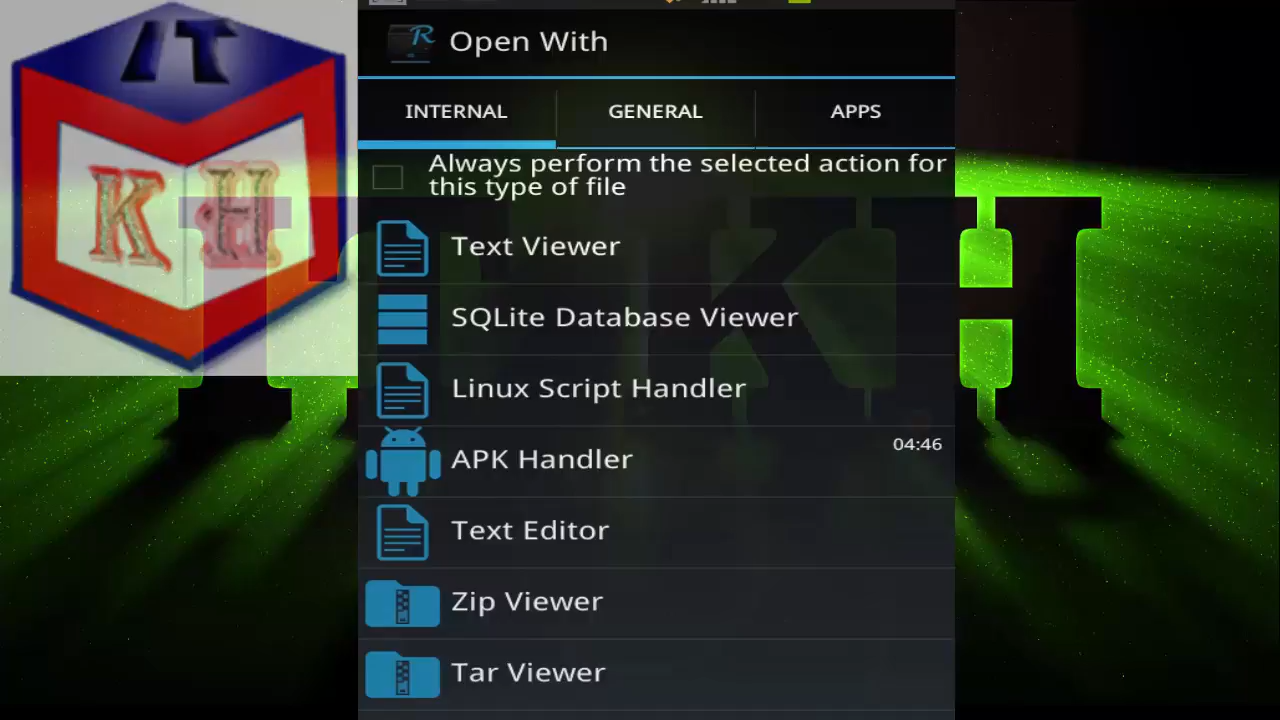 IT
K H
R
Open With
INTERNAL GENERAL APPS
Always perform the selected action for
this type of file
Text Viewer
SQLite Database Viewer
Linux Script Handler
04:46
APK Handler
Text Editor
Zip Viewer
Tar Viewer